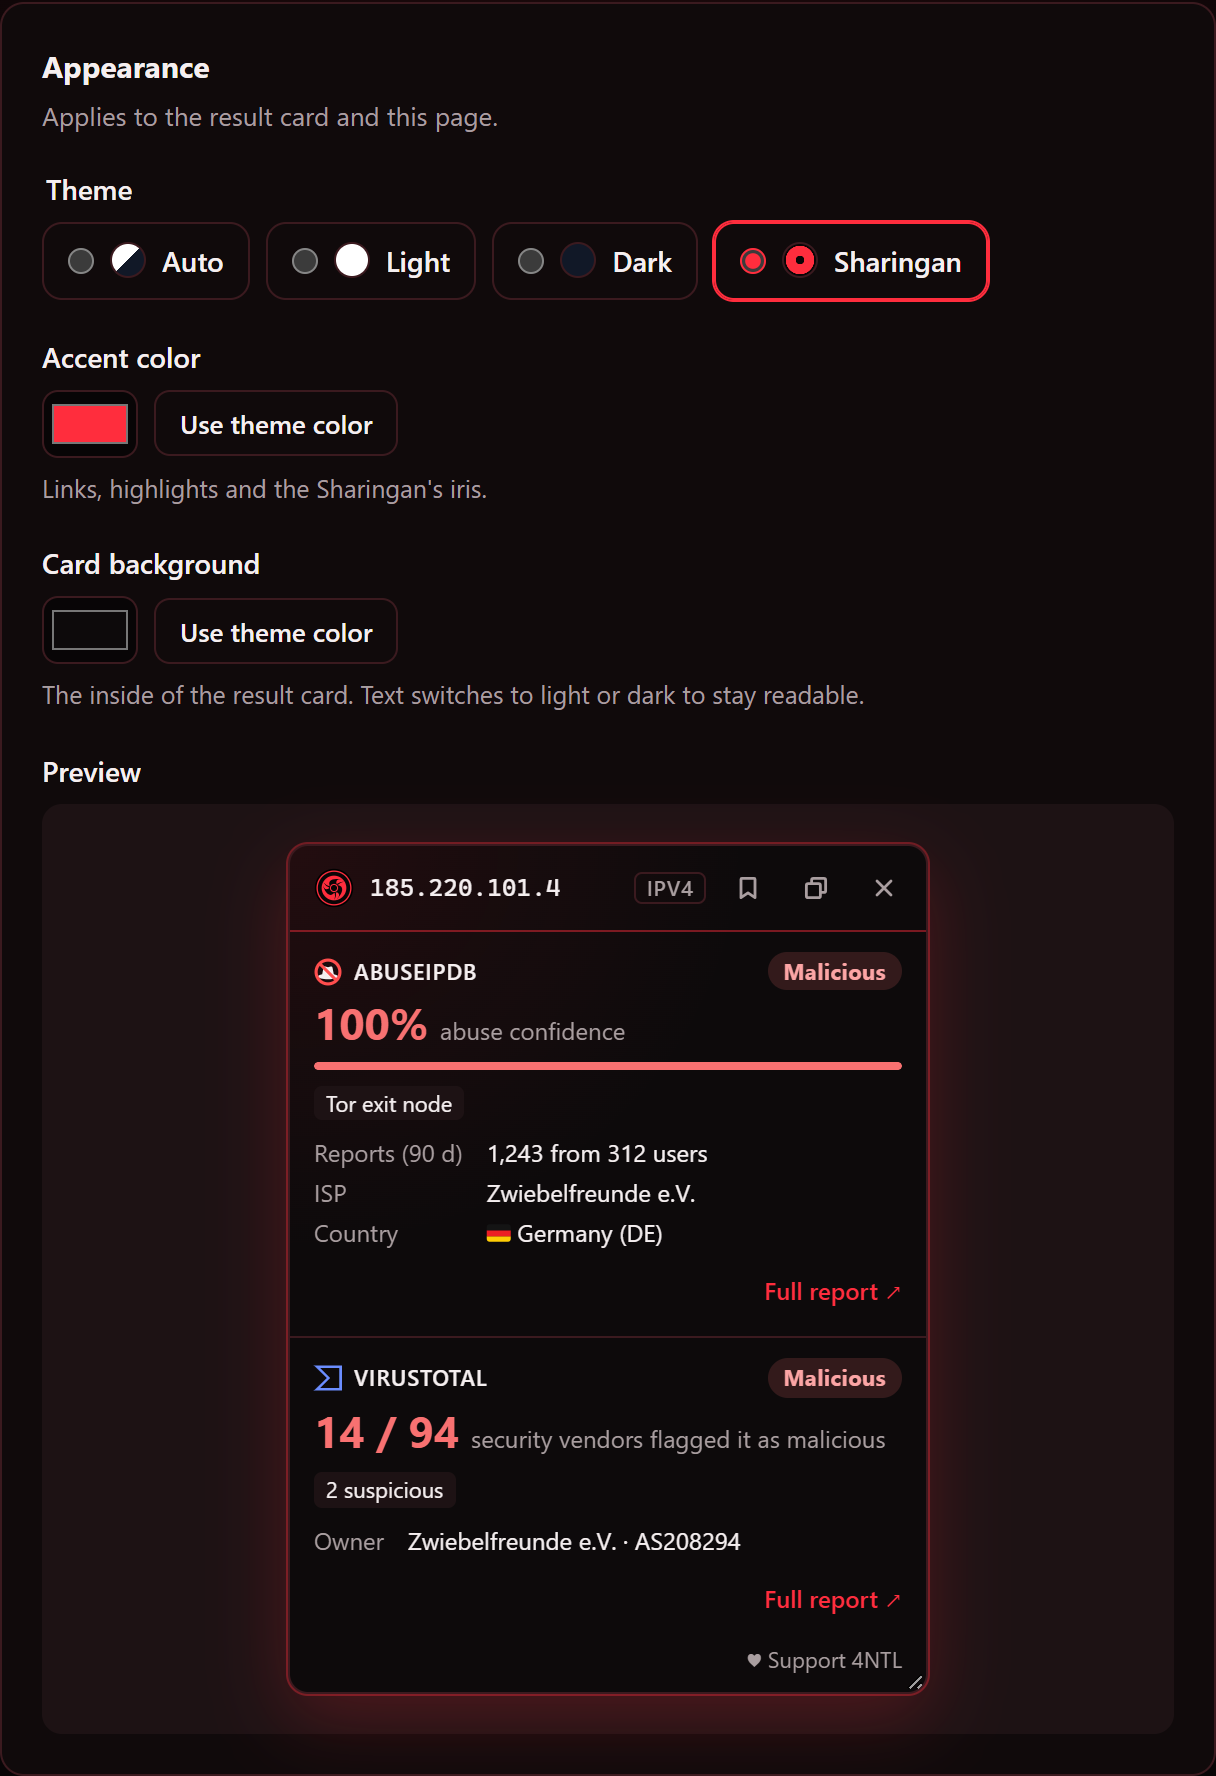 Appearance
Applies to the result card and this page.
Theme
Auto
Light
Dark
Sharingan
Accent color
Use theme color
Links, highlights and the Sharingan's iris.
Card background
Use theme color
The inside of the result card. Text switches to light or dark to stay readable.
Preview
185.220.101.4 IPV4
ABUSEIPDB Malicious
100% abuse confidence
Tor exit node
Reports (90 d) 1,243 from 312 users
ISP Zwiebelfreunde e.V.
Country Germany (DE)
Full report ↗
VIRUSTOTAL Malicious
14 / 94 security vendors flagged it as malicious
2 suspicious
Owner Zwiebelfreunde e.V. · AS208294
Full report ↗
♥ Support 4NTL